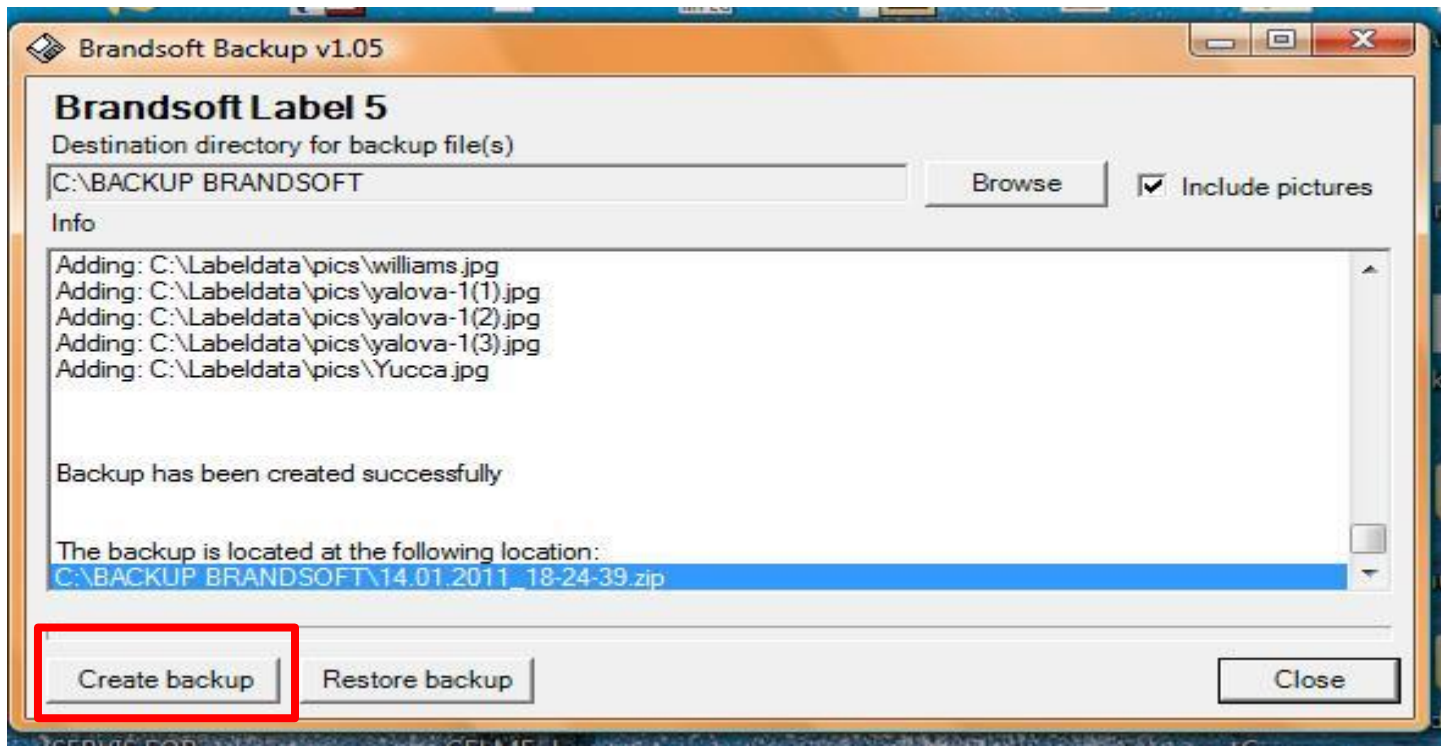 Brandsoft Backup v1.05
Brandsoft Label 5
Destination directory for backup file(s)
C:\BACKUP BRANDSOFT
Browse
Include pictures
Info
Adding: C:\Labeldata\pics\williams.jpg
Adding: C:\Labeldata\pics\yalova-1(1).jpg
Adding: C:\Labeldata\pics\yalova-1(2).jpg
Adding: C:\Labeldata\pics\yalova-1(3).jpg
Adding: C:\Labeldata\pics\Yucca.jpg
Backup has been created successfully
The backup is located at the following location:
C:\BACKUP BRANDSOFT\14.01.2011_18-24-39.zip
Create backup
Restore backup
Close